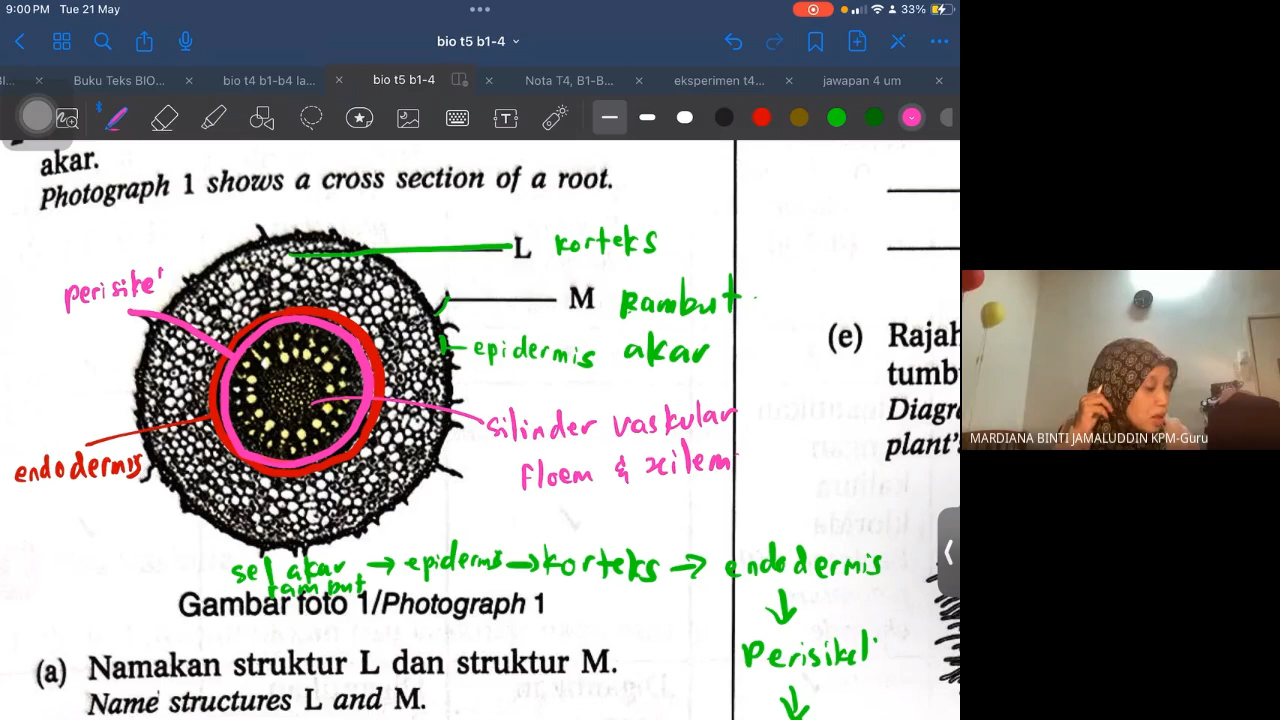 9:00 PM Tue 21 May
33%
bio t5 b1-4
Buku Teks BIO...
bio t4 b1-b4 la...
bio t5 b1-4
Nota T4, B1-B...
eksperimen t4...
jawapan 4 um
akar.
Photograph 1 shows a cross section of a root.
L korteks
perisikel
M Rambut
epidermis akar
silinder vaskular
floem & xilem
endodermis
sel akar → epidermis → korteks → endodermis
rambut
↓
Perisikel
↓
Gambar foto 1/Photograph 1
(a) Namakan struktur L dan struktur M.
Name structures L and M.
(e) Rajah
tumb
Diagr
plant's
MARDIANA BINTI JAMALUDDIN KPM-Guru